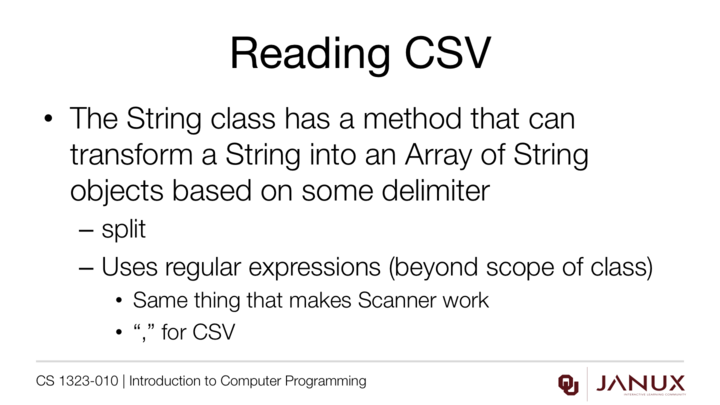 Reading CSV
• The String class has a method that can
transform a String into an Array of String
objects based on some delimiter
– split
– Uses regular expressions (beyond scope of class)
• Same thing that makes Scanner work
• “,” for CSV
CS 1323-010 | Introduction to Computer Programming
JANUX